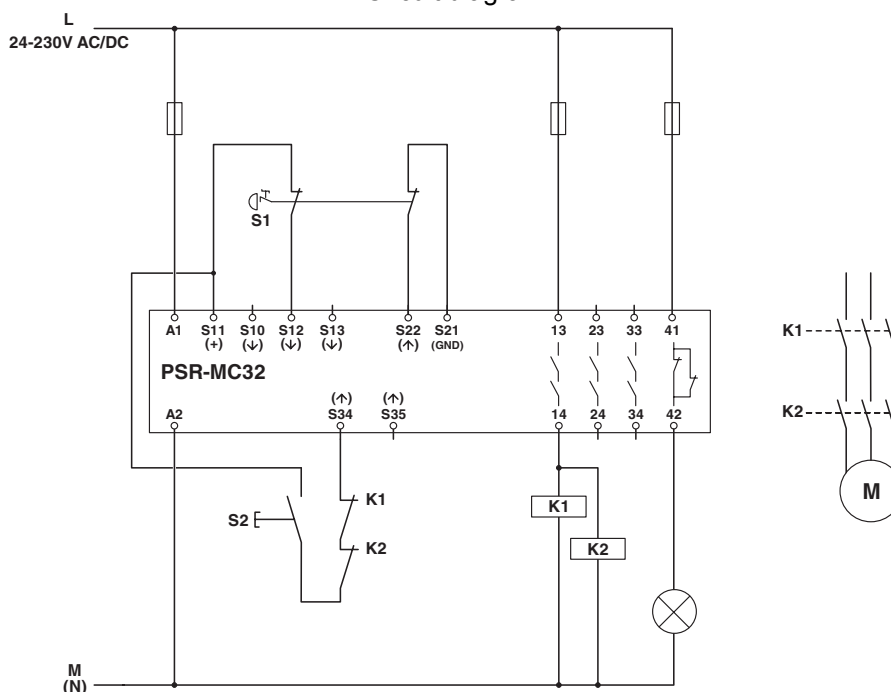 L
24-230V AC/DC
S1
A1 S11 S10 S12 S13 S22 S21 13 23 33 41
(+) (↓) (↓) (↓) (↑) (GND)
PSR-MC32
(↑) (↑)
A2 S34 S35 14 24 34 42
K1
K2
M
S2
K1
K2
K1
K2
M
(N)